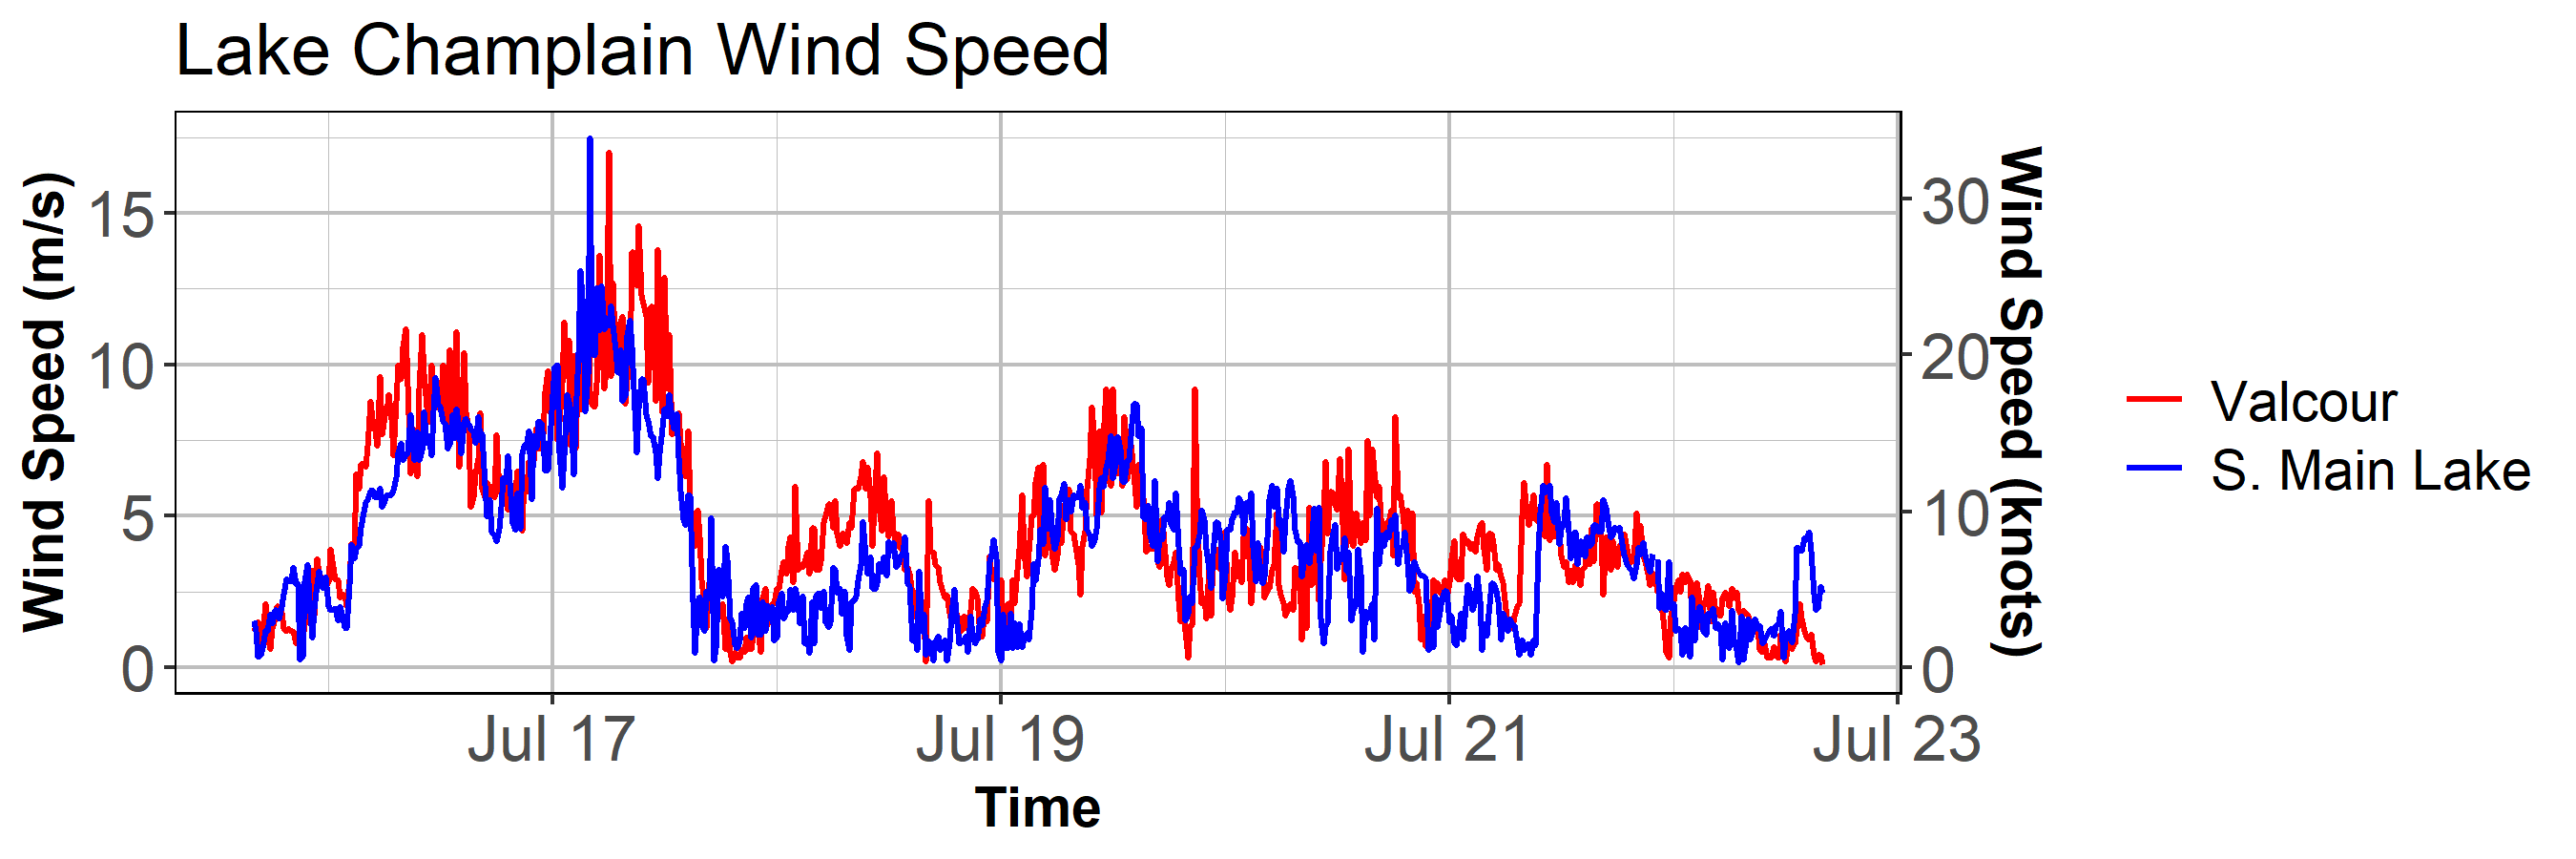 Lake Champlain Wind Speed
Wind Speed (m/s)
15
10
5
0
30
20
10
0
Wind Speed (knots)
Jul 17
Jul 19
Jul 21
Jul 23
Time
Valcour
S. Main Lake